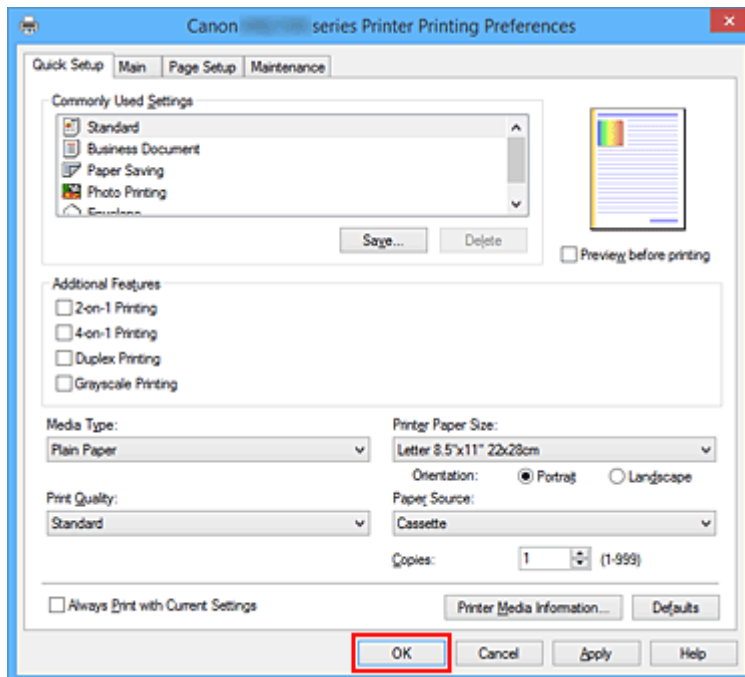 Canon series Printer Printing Preferences
Quick Setup Main Page Setup Maintenance
Commonly Used Settings
Standard
Business Document
Paper Saving
Photo Printing
Envelope
Save... Delete
Preview before printing
Additional Features
2-on-1 Printing
4-on-1 Printing
Duplex Printing
Grayscale Printing
Media Type: Printer Paper Size:
Plain Paper Letter 8.5"x11" 22x28cm
Orientation: Portrait Landscape
Print Quality: Paper Source:
Standard Cassette
Copies: 1 (1-999)
Always Print with Current Settings Printer Media Information... Defaults
OK Cancel Apply Help